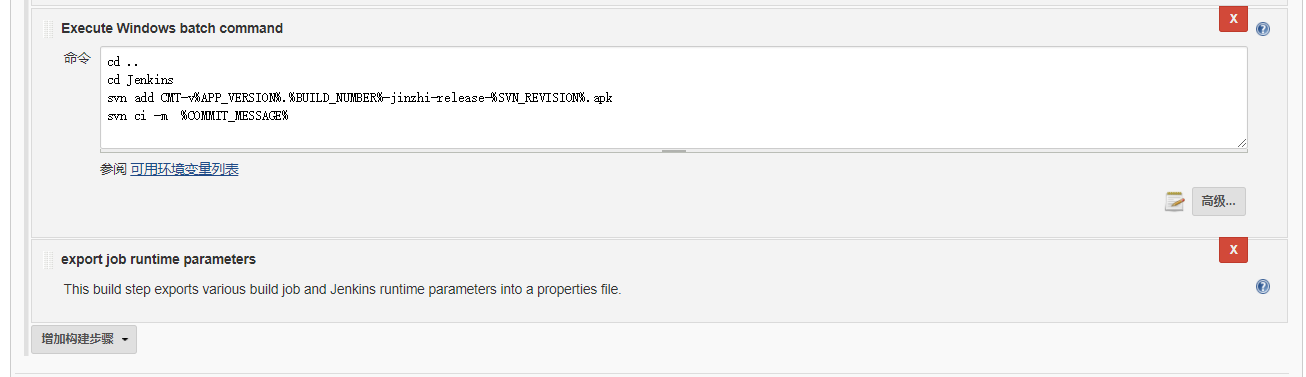 Execute Windows batch command
X
命令
cd ..
cd Jenkins
svn add CMT-v%APP_VERSION%.%BUILD_NUMBER%-jinzhi-release-%SVN_REVISION%.apk
svn ci -m  %COMMIT_MESSAGE%
参阅 可用环境变量列表
高级...
export job runtime parameters
X
This build step exports various build job and Jenkins runtime parameters into a properties file.
增加构建步骤